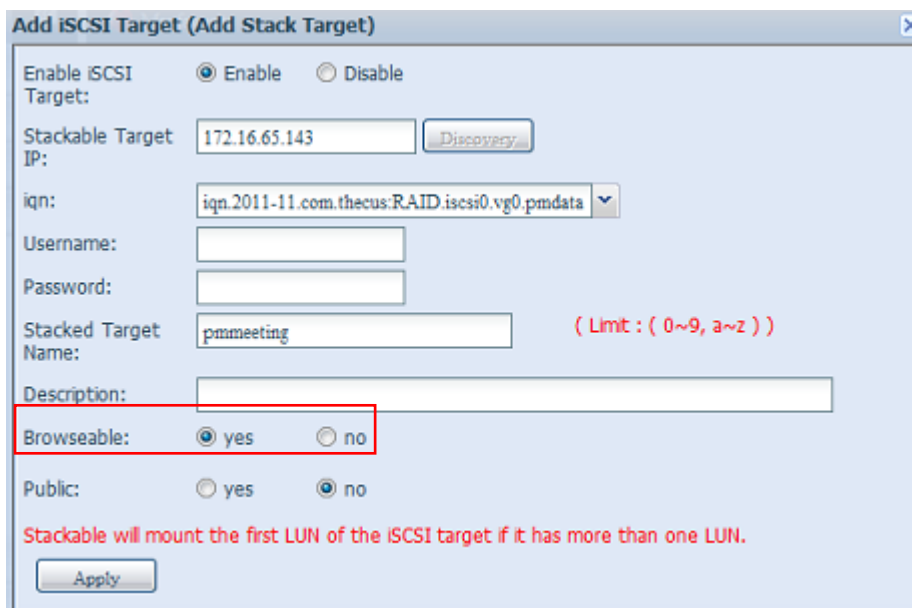 Add iSCSI Target (Add Stack Target)
Enable iSCSI Target: Enable Disable
Stackable Target IP: 172.16.65.143 Discovery
iqn: iqn.2011-11.com.thecus:RAID.iscsi0.vg0.pmdata
Username:
Password:
Stacked Target Name: pmmeeting ( Limit : ( 0~9, a~z ) )
Description:
Browseable: yes no
Public: yes no
Stackable will mount the first LUN of the iSCSI target if it has more than one LUN.
Apply